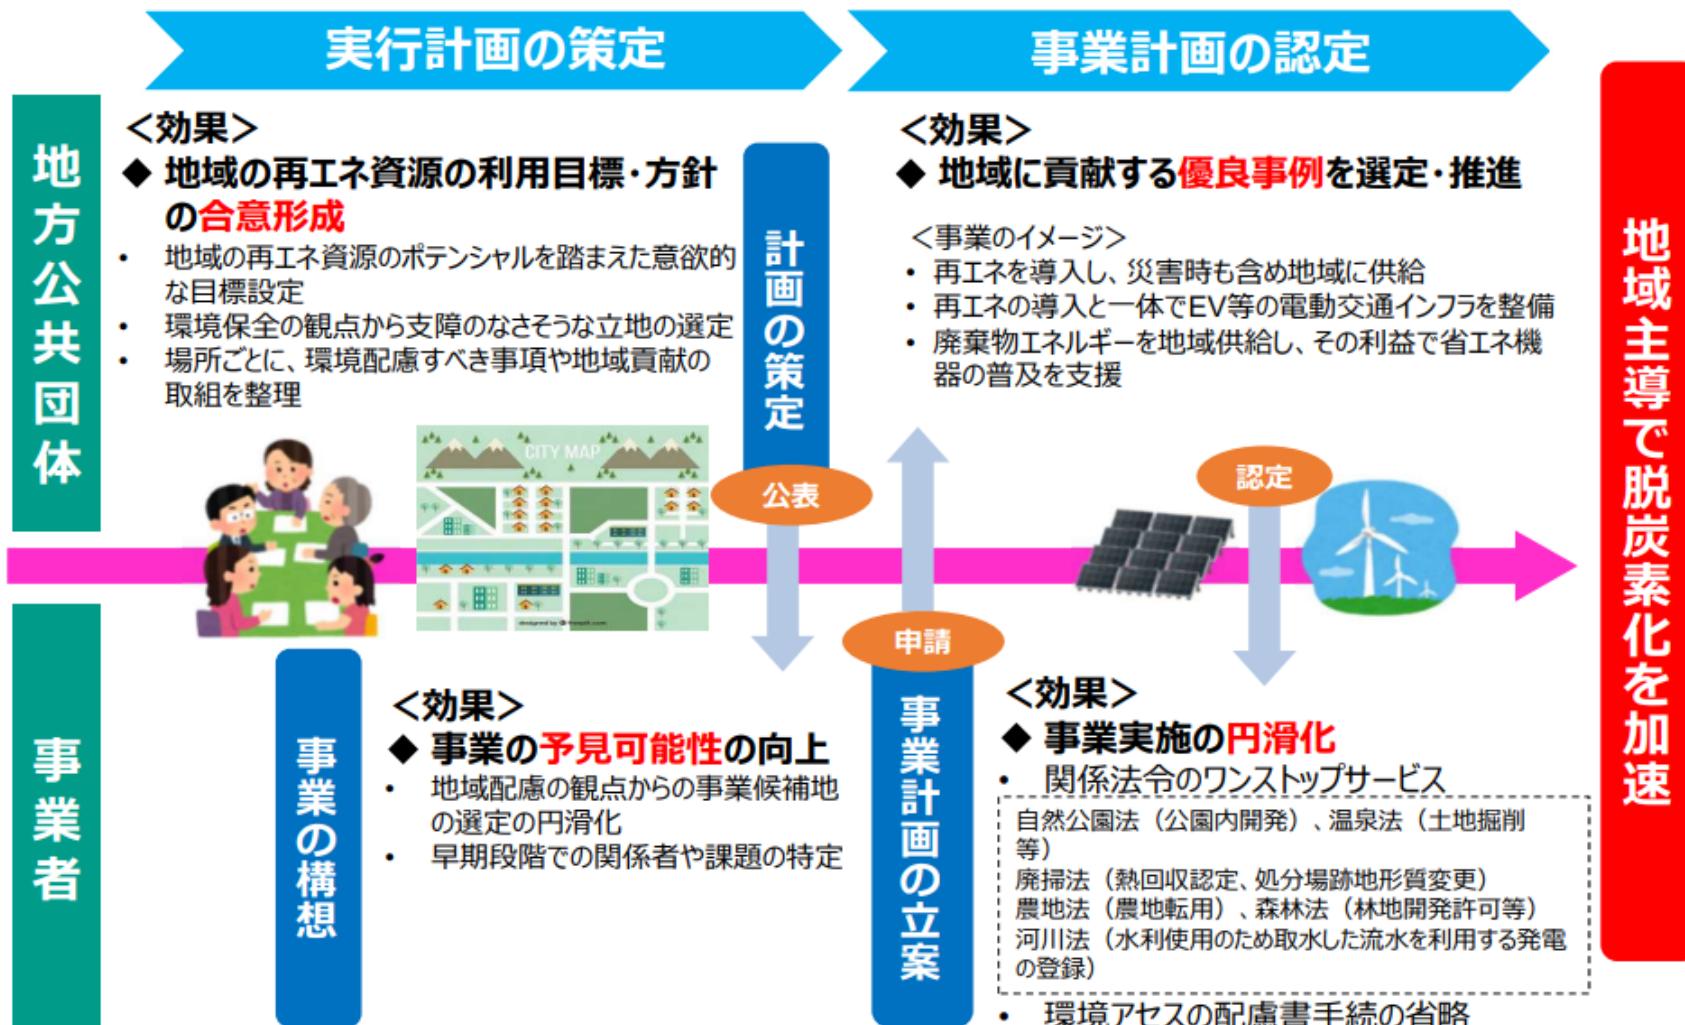 実行計画の策定
事業計画の認定
地方公共団体
<効果>
◆ 地域の再エネ資源の利用目標・方針
の合意形成
• 地域の再エネ資源のポテンシャルを踏まえた意欲的
な目標設定
• 環境保全の観点から支障のなさそうな立地の選定
• 場所ごとに、環境配慮すべき事項や地域貢献の
取組を整理
計画の策定
公表
CITY MAP
designed by freepik.com
<効果>
◆ 地域に貢献する優良事例を選定・推進
<事業のイメージ>
• 再エネを導入し、災害時も含め地域に供給
• 再エネの導入と一体でEV等の電動交通インフラを整備
• 廃棄物エネルギーを地域供給し、その利益で省エネ機
器の普及を支援
認定
申請
事業者
事業の構想
<効果>
◆ 事業の予見可能性の向上
• 地域配慮の観点からの事業候補地
の選定の円滑化
• 早期段階での関係者や課題の特定
事業計画の立案
<効果>
◆ 事業実施の円滑化
• 関係法令のワンストップサービス
自然公園法（公園内開発）、温泉法（土地掘削
等）
廃掃法（熱回収認定、処分場跡地形質変更）
農地法（農地転用）、森林法（林地開発許可等）
河川法（水利使用のため取水した流水を利用する発電
の登録）
• 環境アセスの配慮書手続の省略
地域主導で脱炭素化を加速